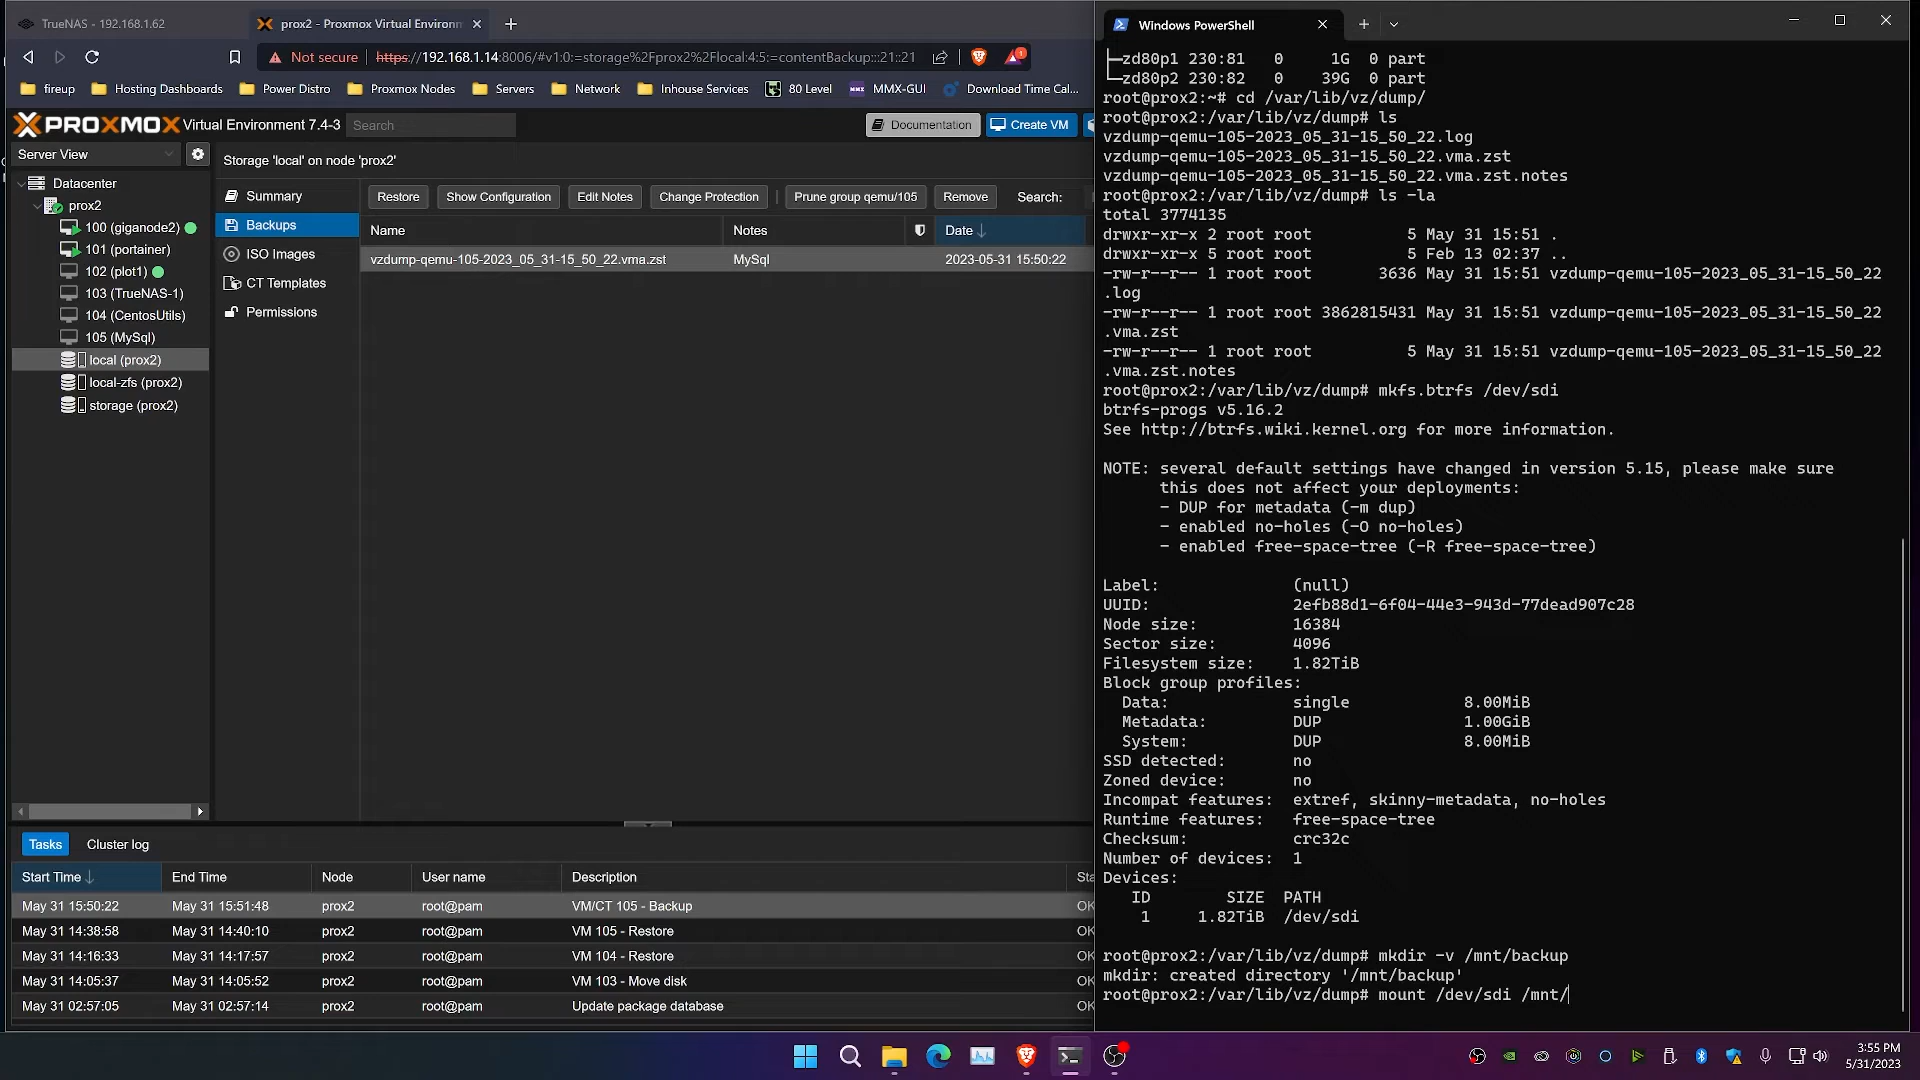 TrueNAS - 192.168.1.62
prox2 - Proxmox Virtual Environm
Not secure
https://192.168.1.14:8006/#v1:0:=storage%2Fprox2%2Flocal:4:5:=contentBackup:::21::21
fireup
Hosting Dashboards
Power Distro
Proxmox Nodes
Servers
Network
Inhouse Services
80 Level
MMX-GUI
Download Time Cal...
PROXMOX Virtual Environment 7.4-3
Search
Documentation
Create VM
Server View
Datacenter
prox2
100 (giganode2)
101 (portainer)
102 (plot1)
103 (TrueNAS-1)
104 (CentosUtils)
105 (MySql)
local (prox2)
local-zfs (prox2)
storage (prox2)
Storage 'local' on node 'prox2'
Summary
Backups
ISO Images
CT Templates
Permissions
Restore
Show Configuration
Edit Notes
Change Protection
Prune group qemu/105
Remove
Search:
Name
Notes
Date
vzdump-qemu-105-2023_05_31-15_50_22.vma.zst
MySql
2023-05-31 15:50:22
Tasks
Cluster log
Start Time
End Time
Node
User name
Description
Sta
May 31 15:50:22 May 31 15:51:48 prox2 root@pam VM/CT 105 - Backup OK
May 31 14:38:58 May 31 14:40:10 prox2 root@pam VM 105 - Restore OK
May 31 14:16:33 May 31 14:17:57 prox2 root@pam VM 104 - Restore OK
May 31 14:05:37 May 31 14:05:52 prox2 root@pam VM 103 - Move disk OK
May 31 02:57:05 May 31 02:57:14 prox2 root@pam Update package database OK
Windows PowerShell
├─zd80p1 230:81 0 1G 0 part
└─zd80p2 230:82 0 39G 0 part
root@prox2:~# cd /var/lib/vz/dump/
root@prox2:/var/lib/vz/dump# ls
vzdump-qemu-105-2023_05_31-15_50_22.log
vzdump-qemu-105-2023_05_31-15_50_22.vma.zst
vzdump-qemu-105-2023_05_31-15_50_22.vma.zst.notes
root@prox2:/var/lib/vz/dump# ls -la
total 3774135
drwxr-xr-x 2 root root 5 May 31 15:51 .
drwxr-xr-x 5 root root 5 Feb 13 02:37 ..
-rw-r--r-- 1 root root 3636 May 31 15:51 vzdump-qemu-105-2023_05_31-15_50_22
.log
-rw-r--r-- 1 root root 3862815431 May 31 15:51 vzdump-qemu-105-2023_05_31-15_50_22
.vma.zst
-rw-r--r-- 1 root root 5 May 31 15:51 vzdump-qemu-105-2023_05_31-15_50_22
.vma.zst.notes
root@prox2:/var/lib/vz/dump# mkfs.btrfs /dev/sdi
btrfs-progs v5.16.2
See http://btrfs.wiki.kernel.org for more information.
NOTE: several default settings have changed in version 5.15, please make sure
this does not affect your deployments:
- DUP for metadata (-m dup)
- enabled no-holes (-O no-holes)
- enabled free-space-tree (-R free-space-tree)
Label: (null)
UUID: 2efb88d1-6f04-44e3-943d-77dead907c28
Node size: 16384
Sector size: 4096
Filesystem size: 1.82TiB
Block group profiles:
Data: single 8.00MiB
Metadata: DUP 1.00GiB
System: DUP 8.00MiB
SSD detected: no
Zoned device: no
Incompat features: extref, skinny-metadata, no-holes
Runtime features: free-space-tree
Checksum: crc32c
Number of devices: 1
Devices:
ID SIZE PATH
1 1.82TiB /dev/sdi
root@prox2:/var/lib/vz/dump# mkdir -v /mnt/backup
mkdir: created directory '/mnt/backup'
root@prox2:/var/lib/vz/dump# mount /dev/sdi /mnt/
3:55 PM
5/31/2023